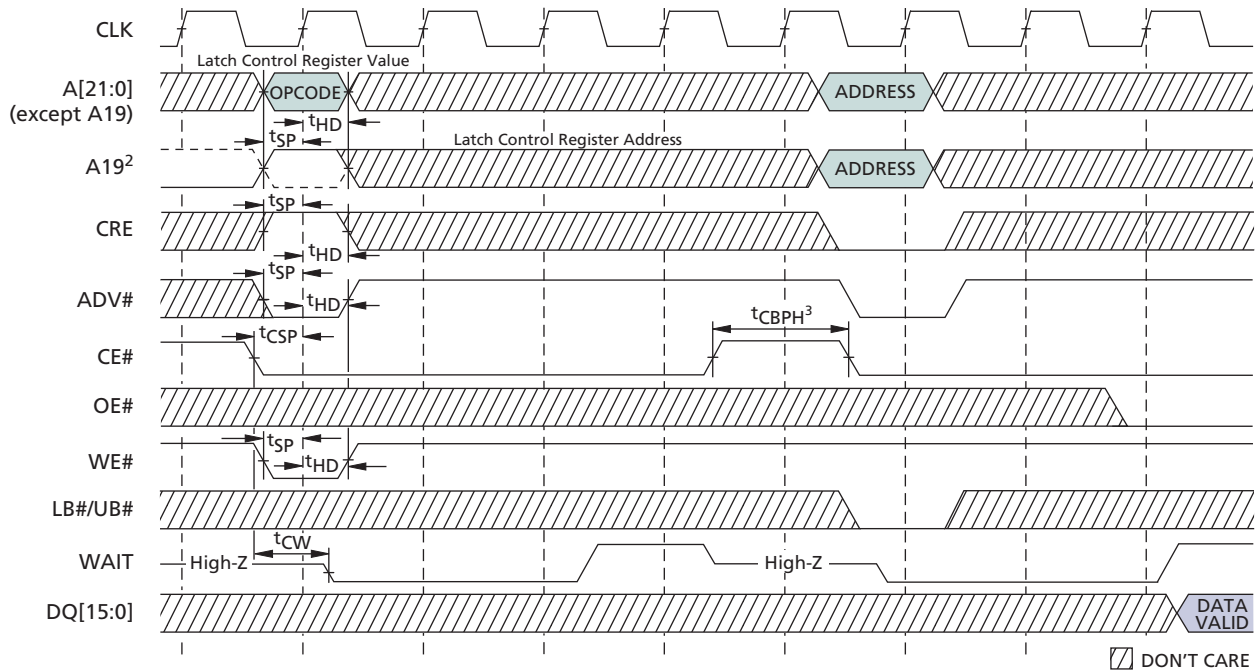 CLK
Latch Control Register Value
A[21:0]
(except A19)
OPCODE
ADDRESS
tHD
tSP
Latch Control Register Address
A19²
ADDRESS
tSP
CRE
tHD
tSP
ADV#
tHD
tCSP
tCBPH³
CE#
OE#
tSP
WE#
tHD
LB#/UB#
tCW
WAIT
High-Z
High-Z
DQ[15:0]
DATA
VALID
DON'T CARE